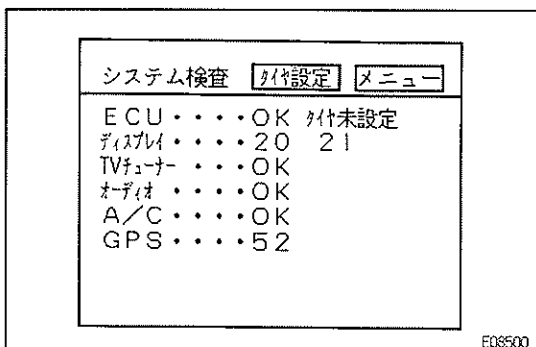 システム検査 タイヤ設定 メニュー
ECU・・・・OK タイヤ未設定
ディスプレイ・・・・20 21
TVチューナー・・・・OK
オーディオ・・・・OK
A/C・・・・OK
GPS・・・・52
E08500